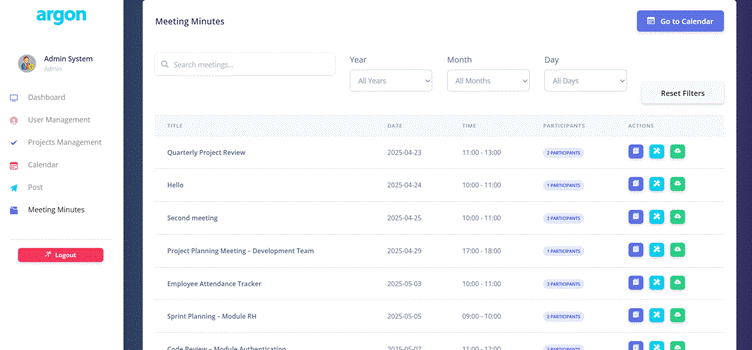 argon
Admin System
Admin
Dashboard
User Management
Projects Management
Calendar
Post
Meeting Minutes
Logout
Meeting Minutes
Go to Calendar
Search meetings...
Year
All Years
Month
All Months
Day
All Days
Reset Filters
TITLE DATE TIME PARTICIPANTS ACTIONS
Quarterly Project Review 2025-04-23 11:00 - 13:00 2 PARTICIPANTS
Hello 2025-04-24 10:00 - 11:00 1 PARTICIPANTS
Second meeting 2025-04-25 10:00 - 11:00 2 PARTICIPANTS
Project Planning Meeting – Development Team 2025-04-29 17:00 - 18:00 1 PARTICIPANTS
Employee Attendance Tracker 2025-05-03 10:00 - 11:00 3 PARTICIPANTS
Sprint Planning – Module RH 2025-05-05 09:00 - 10:00 2 PARTICIPANTS
Code Review – Module Authentication 2025-05-07 11:00 - 12:00